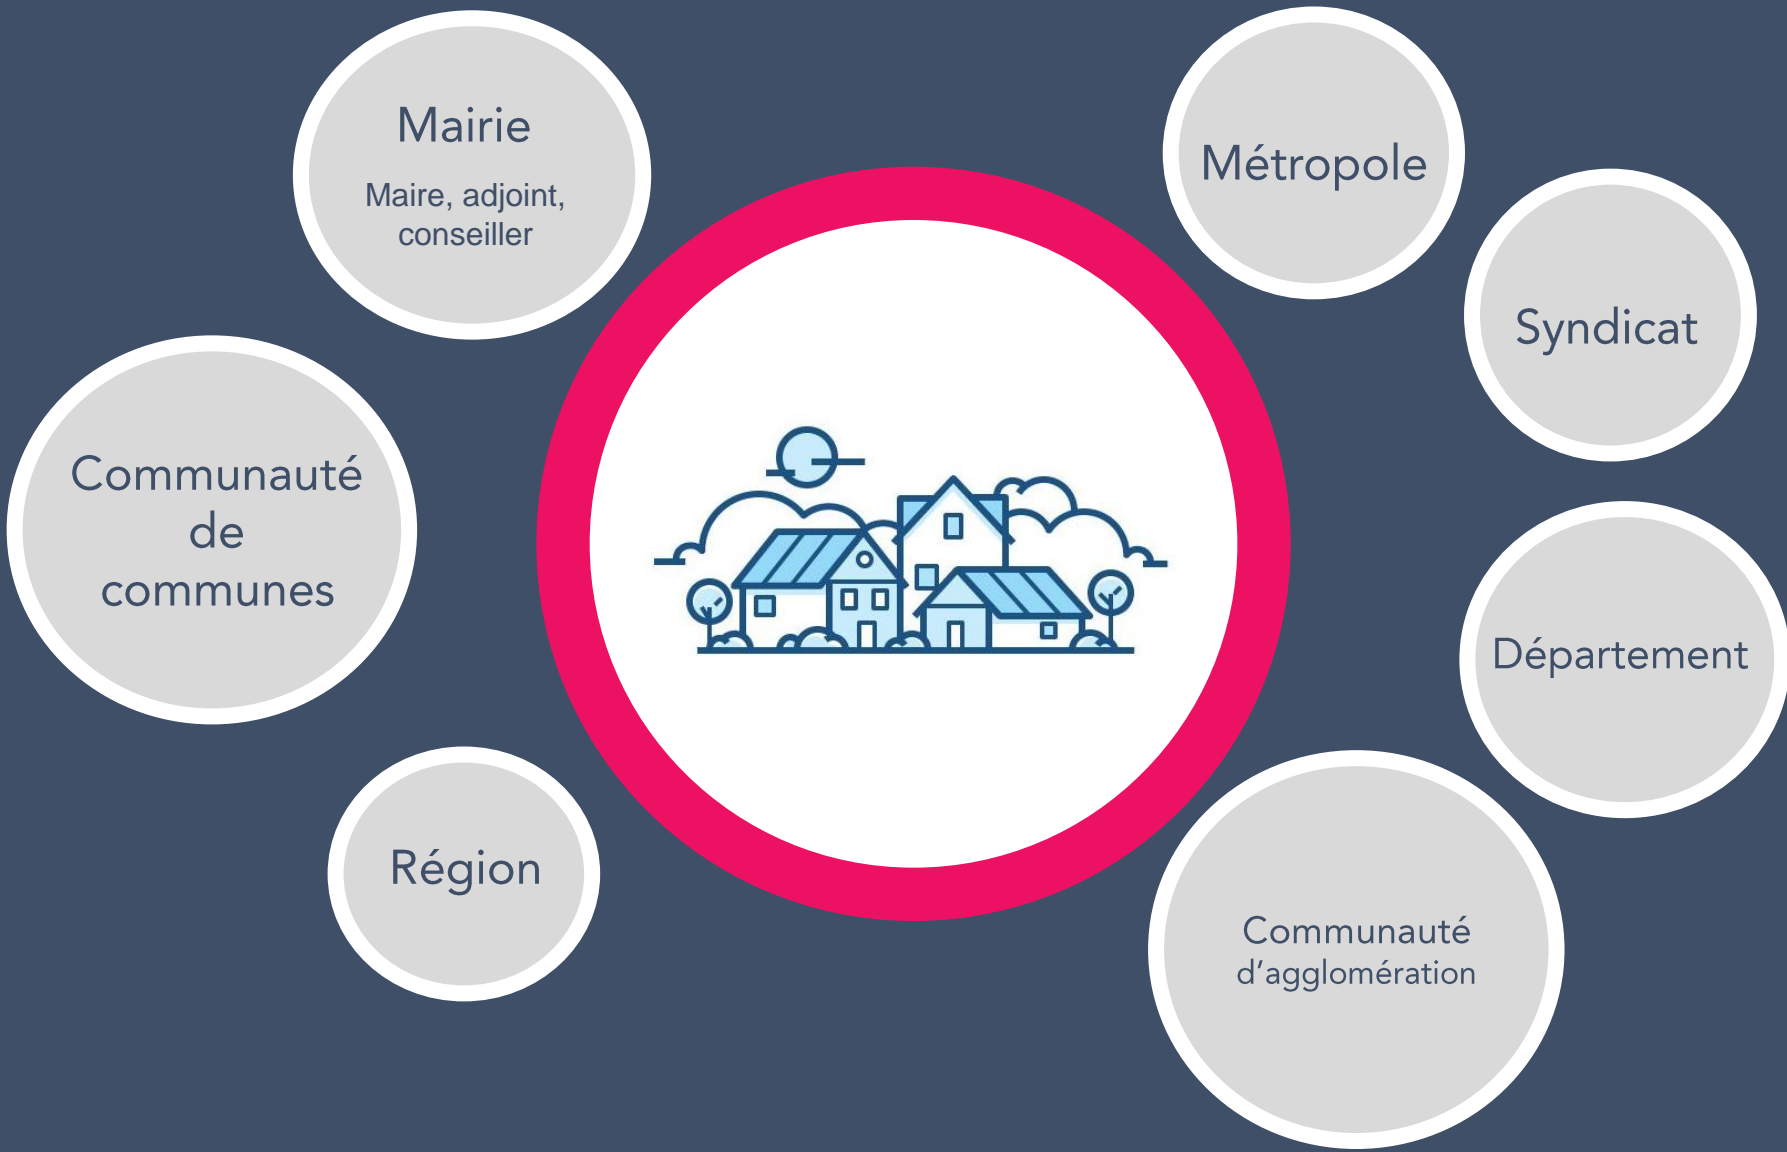 Mairie
Maire, adjoint,
conseiller
Métropole
Syndicat
Communauté
de
communes
Département
Région
Communauté
d’agglomération